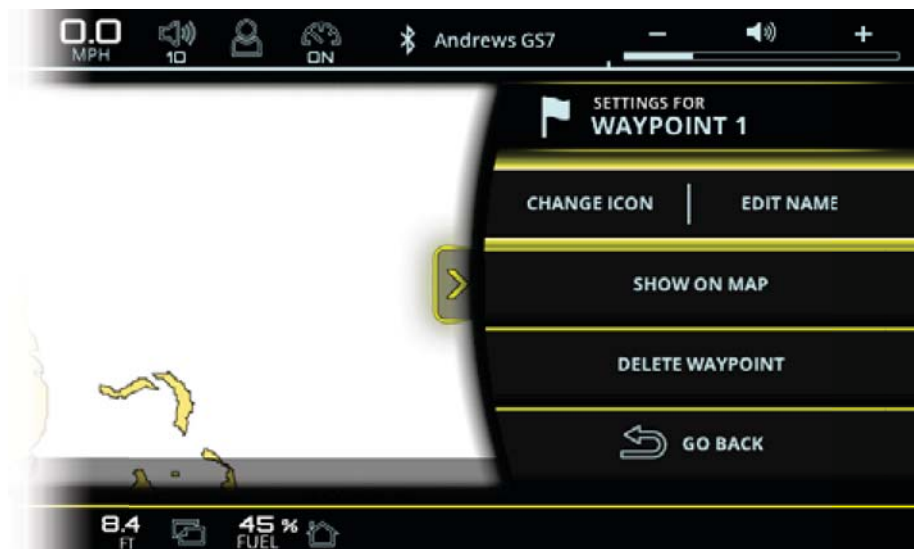 0.0
MPH
10
ON
Andrews GS7
SETTINGS FOR
WAYPOINT 1
CHANGE ICON
EDIT NAME
SHOW ON MAP
DELETE WAYPOINT
GO BACK
8.4
FT
45 %
FUEL